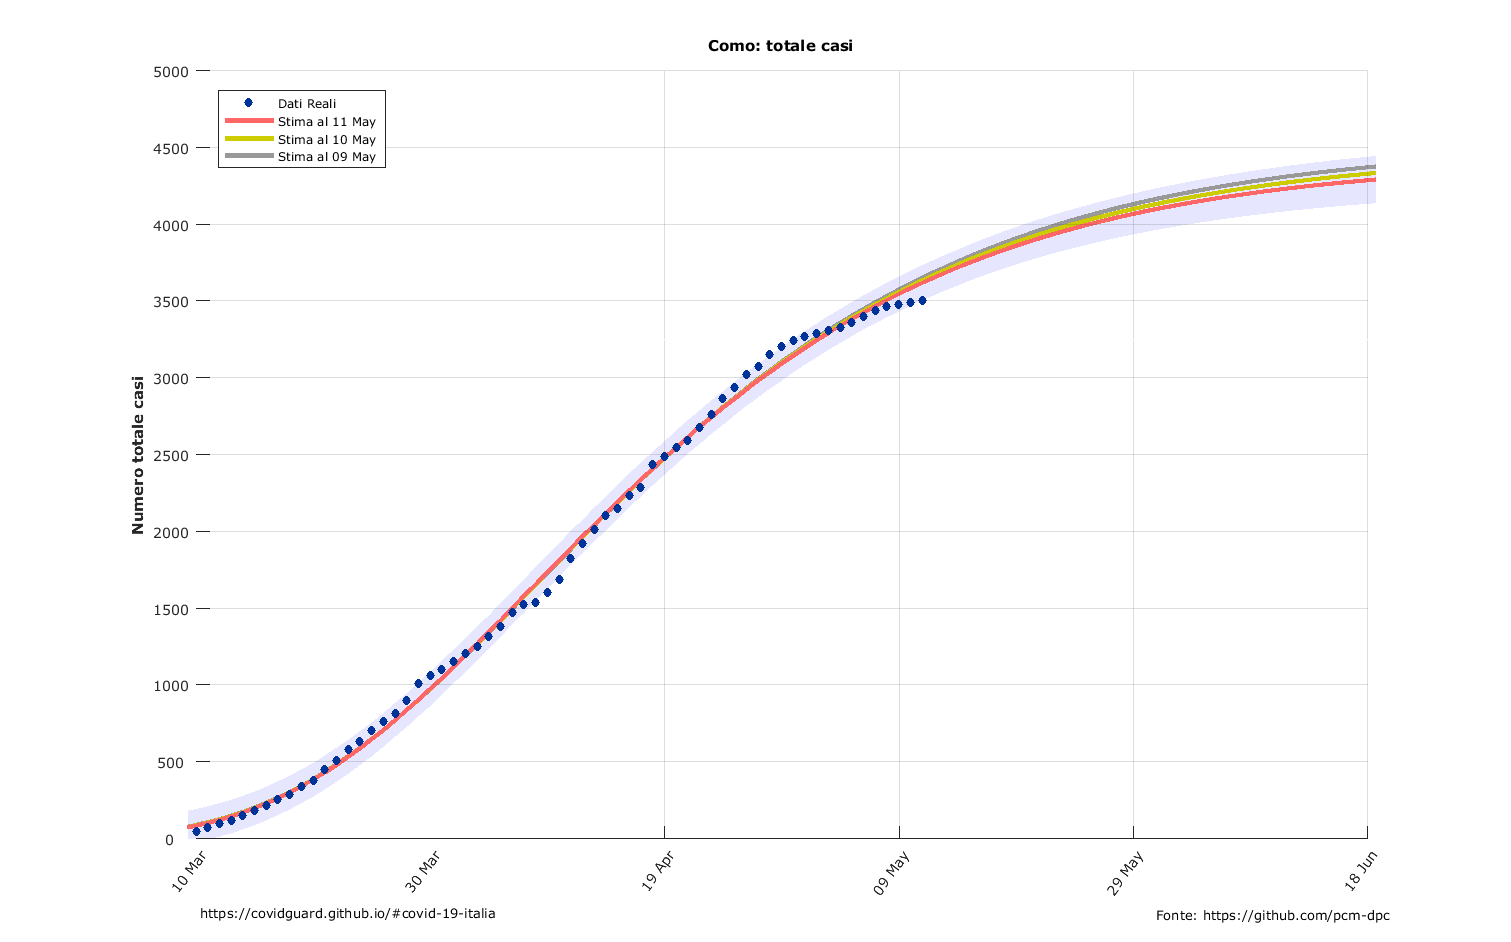 Como: totale casi
5000
4500
4000
3500
3000
2500
2000
1500
1000
500
0
Numero totale casi
Dati Reali
Stima al 11 May
Stima al 10 May
Stima al 09 May
10 Mar
30 Mar
19 Apr
09 May
29 May
18 Jun
https://covidguard.github.io/#covid-19-italia
Fonte: https://github.com/pcm-dpc